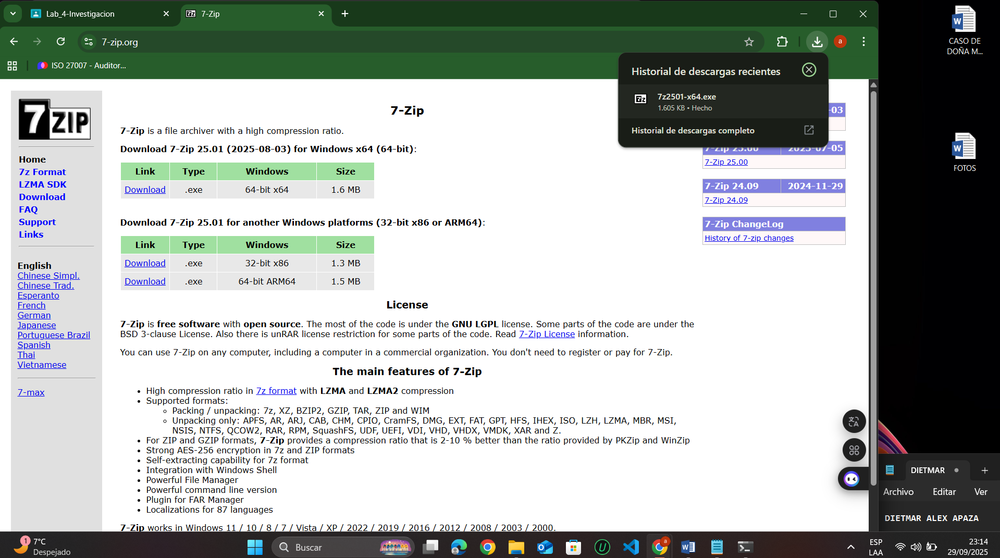 Lab_4-Investigacion
7-Zip
7-zip.org
a
ISO 27007 - Auditor...
Historial de descargas recientes
7z2501-x64.exe
1.605 KB • Hecho
Historial de descargas completo
7ZIP
Home
7z Format
LZMA SDK
Download
FAQ
Support
Links
English
Chinese Simpl.
Chinese Trad.
Esperanto
French
German
Japanese
Portuguese Brazil
Spanish
Thai
Vietnamese
7-max
7-Zip
7-Zip is a file archiver with a high compression ratio.
Download 7-Zip 25.01 (2025-08-03) for Windows x64 (64-bit):
Link Type Windows Size
Download .exe 64-bit x64 1.6 MB
Download 7-Zip 25.01 for another Windows platforms (32-bit x86 or ARM64):
Link Type Windows Size
Download .exe 32-bit x86 1.3 MB
Download .exe 64-bit ARM64 1.5 MB
License
7-Zip is free software with open source. The most of the code is under the GNU LGPL license. Some parts of the code are under the
BSD 3-clause License. Also there is unRAR license restriction for some parts of the code. Read 7-Zip License information.
You can use 7-Zip on any computer, including a computer in a commercial organization. You don't need to register or pay for 7-Zip.
The main features of 7-Zip
• High compression ratio in 7z format with LZMA and LZMA2 compression
• Supported formats:
◦ Packing / unpacking: 7z, XZ, BZIP2, GZIP, TAR, ZIP and WIM
◦ Unpacking only: APFS, AR, ARJ, CAB, CHM, CPIO, CramFS, DMG, EXT, FAT, GPT, HFS, IHEX, ISO, LZH, LZMA, MBR, MSI,
NSIS, NTFS, QCOW2, RAR, RPM, SquashFS, UDF, UEFI, VDI, VHD, VHDX, VMDK, XAR and Z.
• For ZIP and GZIP formats, 7-Zip provides a compression ratio that is 2-10 % better than the ratio provided by PKZip and WinZip
• Strong AES-256 encryption in 7z and ZIP formats
• Self-extracting capability for 7z format
• Integration with Windows Shell
• Powerful File Manager
• Powerful command line version
• Plugin for FAR Manager
• Localizations for 87 languages
7-Zip works in Windows 11 / 10 / 8 / 7 / Vista / XP / 2022 / 2019 / 2016 / 2012 / 2008 / 2003 / 2000.
-03
7-Zip 25.00 2025-07-05
7-Zip 25.00
7-Zip 24.09 2024-11-29
7-Zip 24.09
7-Zip ChangeLog
History of 7-zip changes
CASO DE
DOÑA M...
FOTOS
DIETMAR
Archivo Editar Ver
DIETMAR ALEX APAZA
1
7°C
Despejado
Buscar
ESP
LAA
23:14
29/09/2025